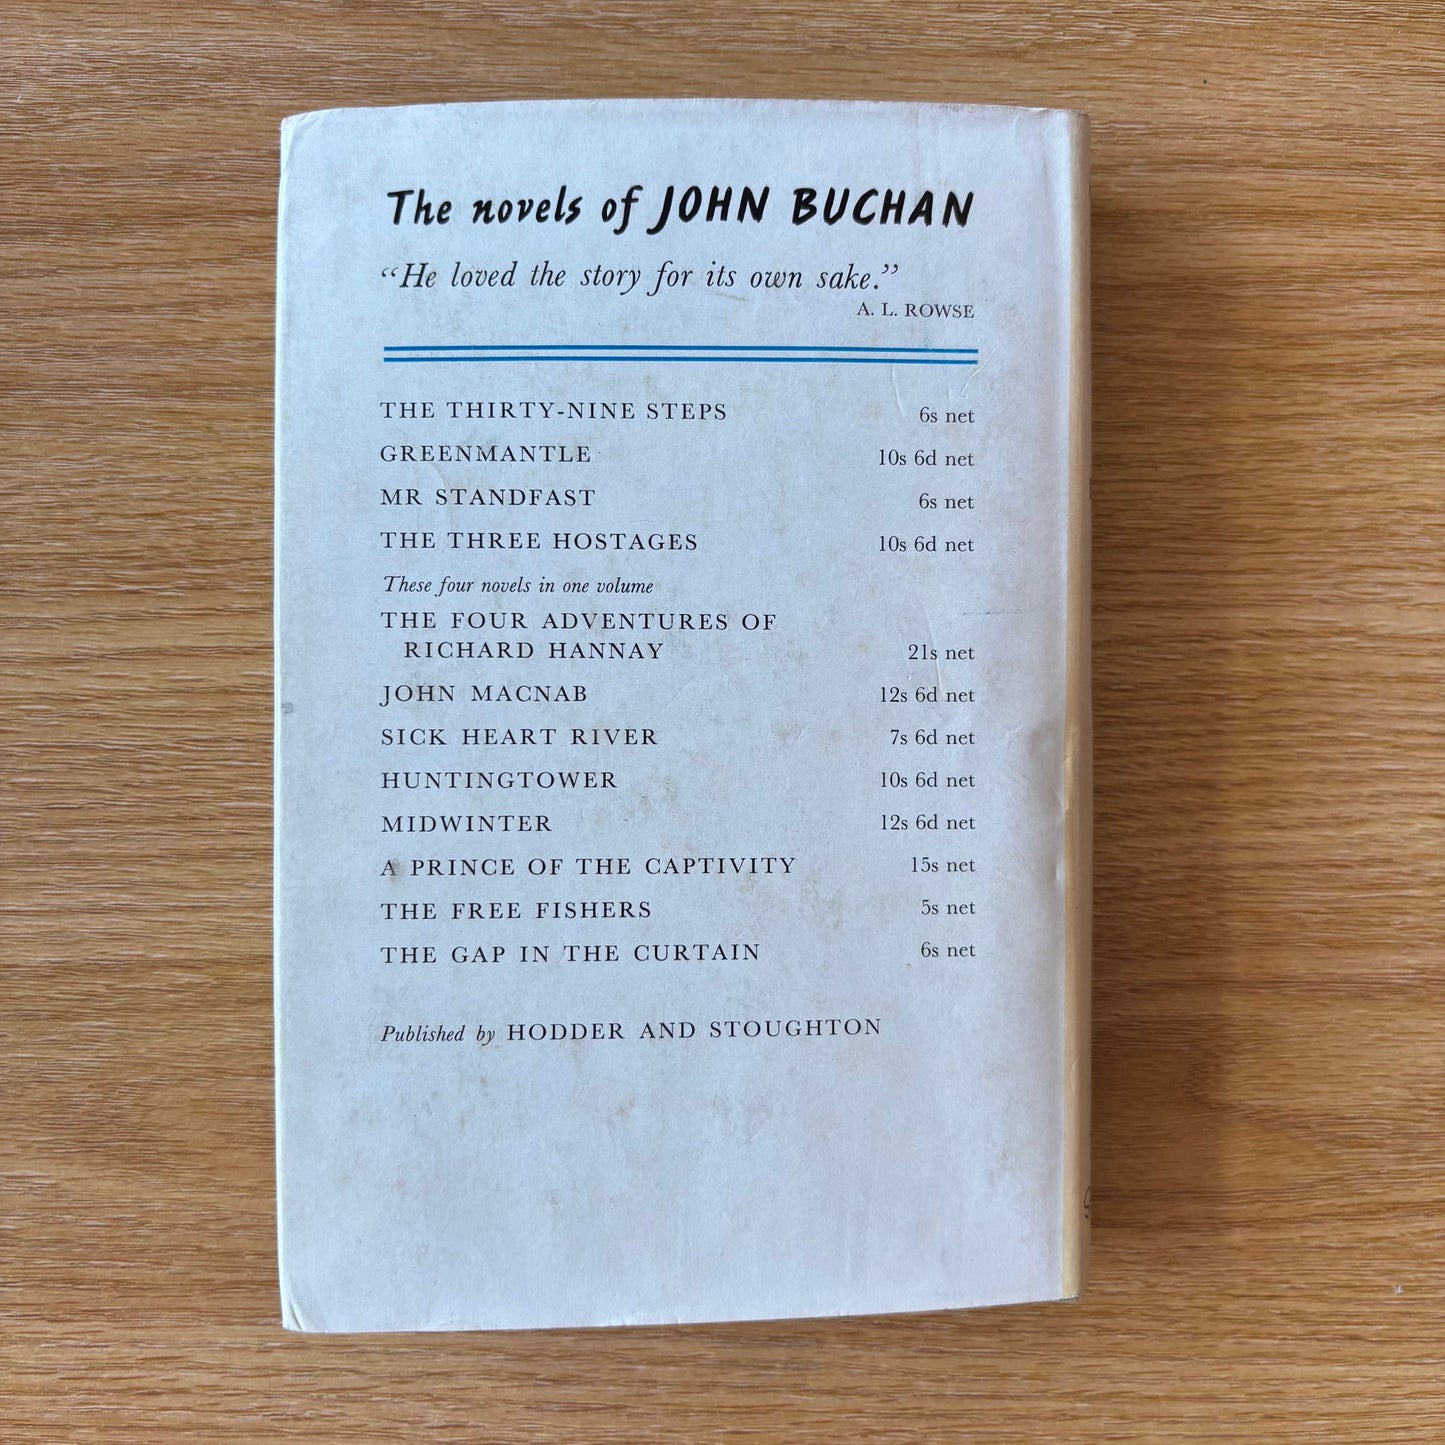 The novels of JOHN BUCHAN
“He loved the story for its own sake.”
A. L. ROWSE
THE THIRTY-NINE STEPS 6s net
GREENMANTLE 10s 6d net
MR STANDFAST 6s net
THE THREE HOSTAGES 10s 6d net
These four novels in one volume
THE FOUR ADVENTURES OF
RICHARD HANNAY 21s net
JOHN MACNAB 12s 6d net
SICK HEART RIVER 7s 6d net
HUNTINGTOWER 10s 6d net
MIDWINTER 12s 6d net
A PRINCE OF THE CAPTIVITY 15s net
THE FREE FISHERS 5s net
THE GAP IN THE CURTAIN 6s net
Published by HODDER AND STOUGHTON